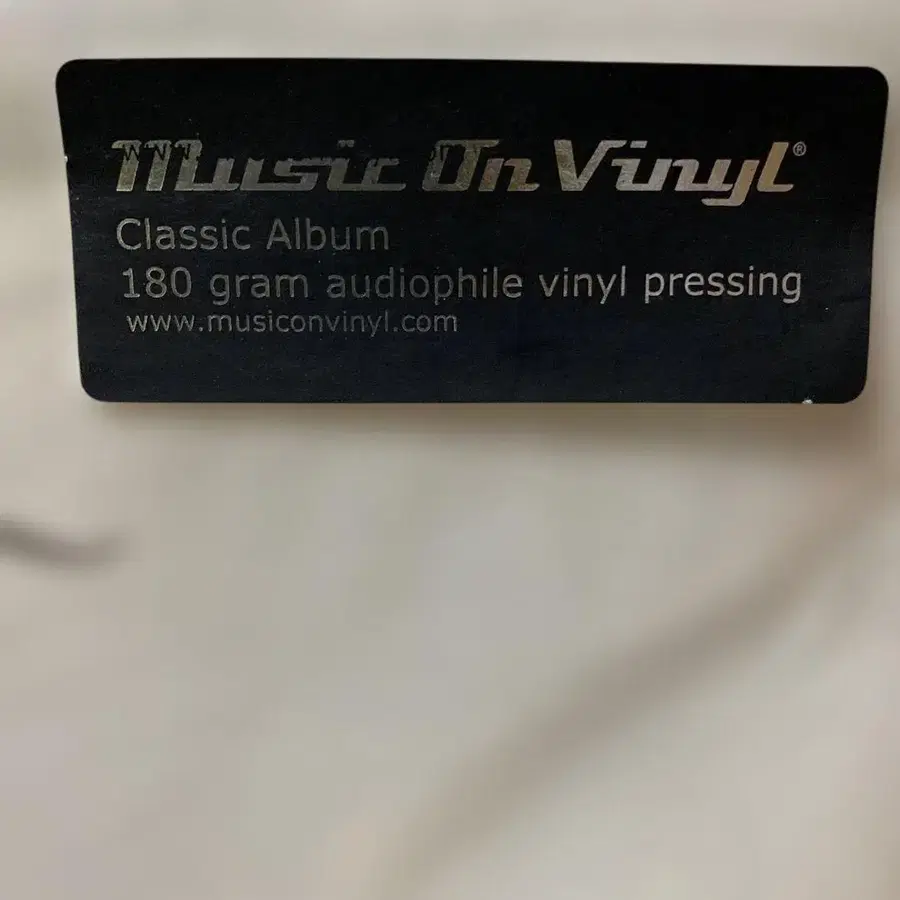 Music On Vinyl®
Classic Album
180 gram audiophile vinyl pressing
www.musiconvinyl.com